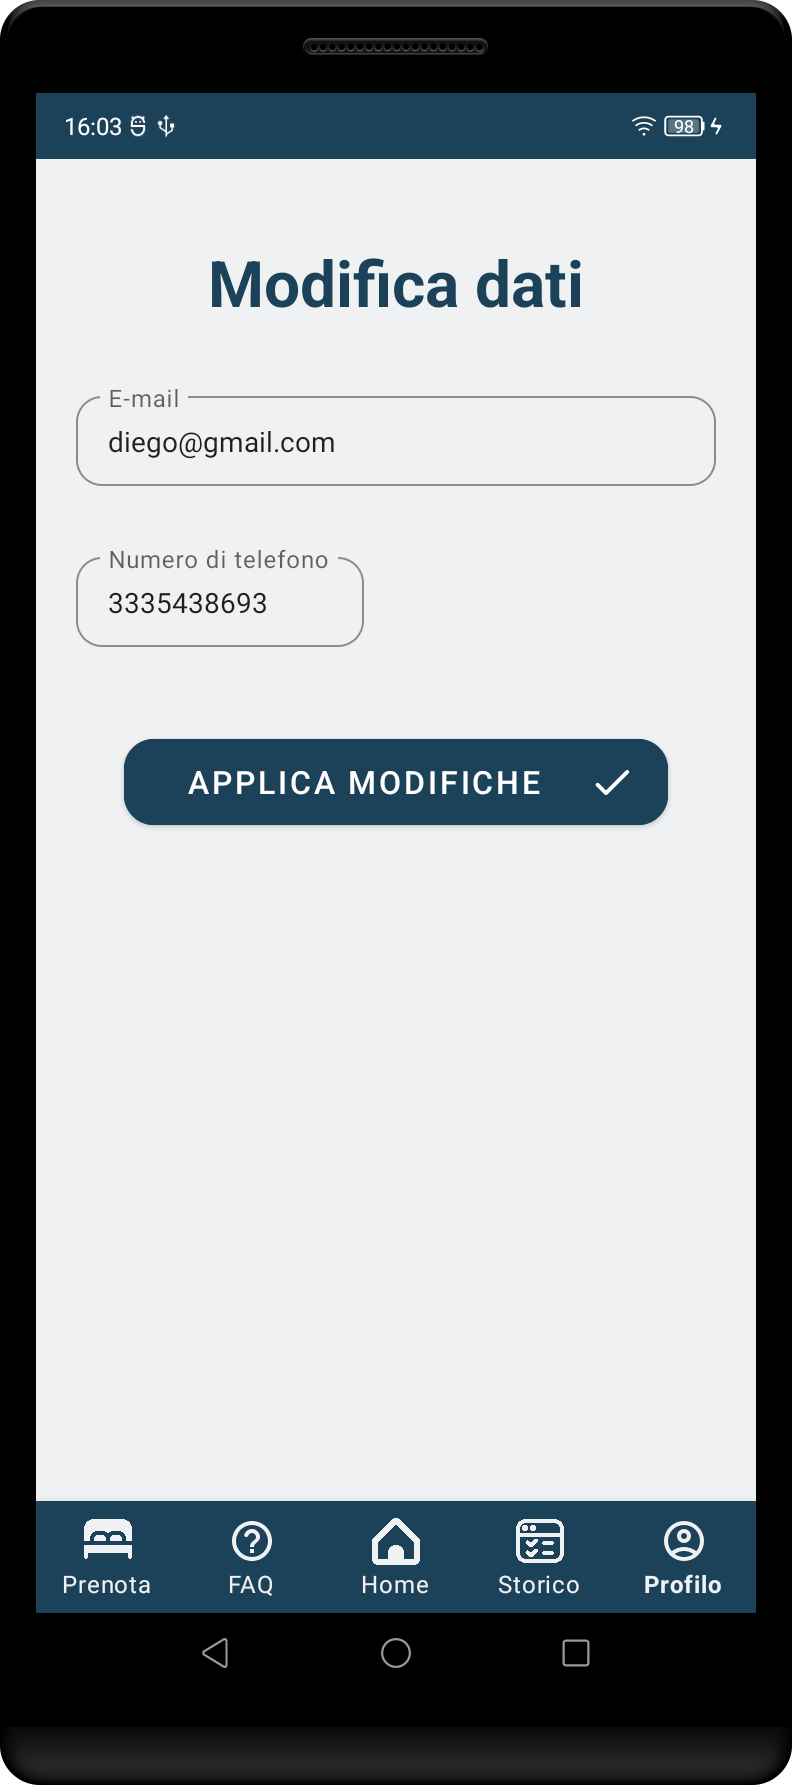 16:03
98
Modifica dati
E-mail
diego@gmail.com
Numero di telefono
3335438693
APPLICA MODIFICHE
Prenota FAQ Home Storico Profilo